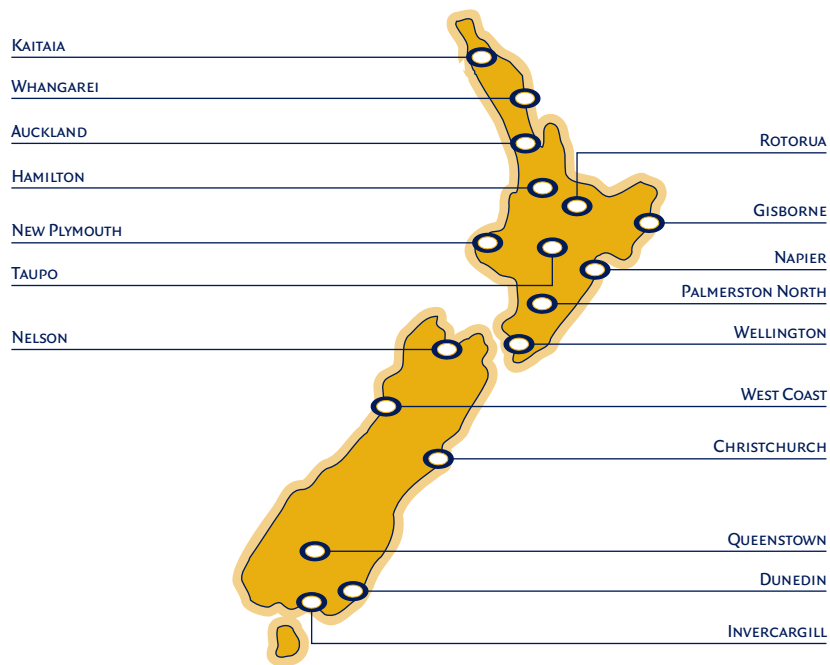 Kaitaia
Whangarei
Auckland
Rotorua
Hamilton
Gisborne
New Plymouth
Napier
Taupo
Palmerston North
Nelson
Wellington
West Coast
Christchurch
Queenstown
Dunedin
Invercargill